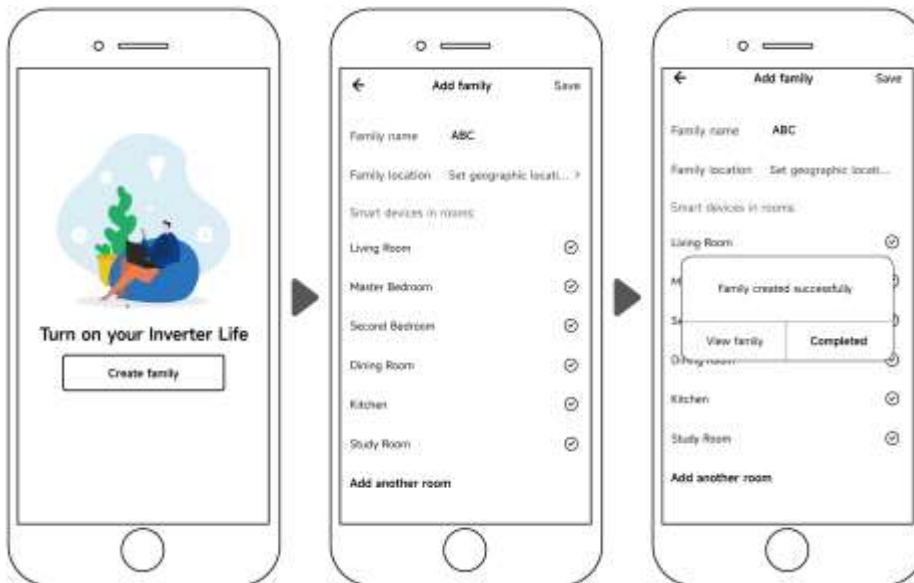 Turn on your Inverter Life
Create family
Add family Save
Family name ABC
Family location Set geographic locati... >
Smart devices in rooms:
Living Room
Master Bedroom
Second Bedroom
Dining Room
Kitchen
Study Room
Add another room
Add family Save
Family name ABC
Family location Set geographic locati...
Smart devices in rooms:
Living Room
M
Family created successfully
Se
View family Completed
Dining Room
Kitchen
Study Room
Add another room